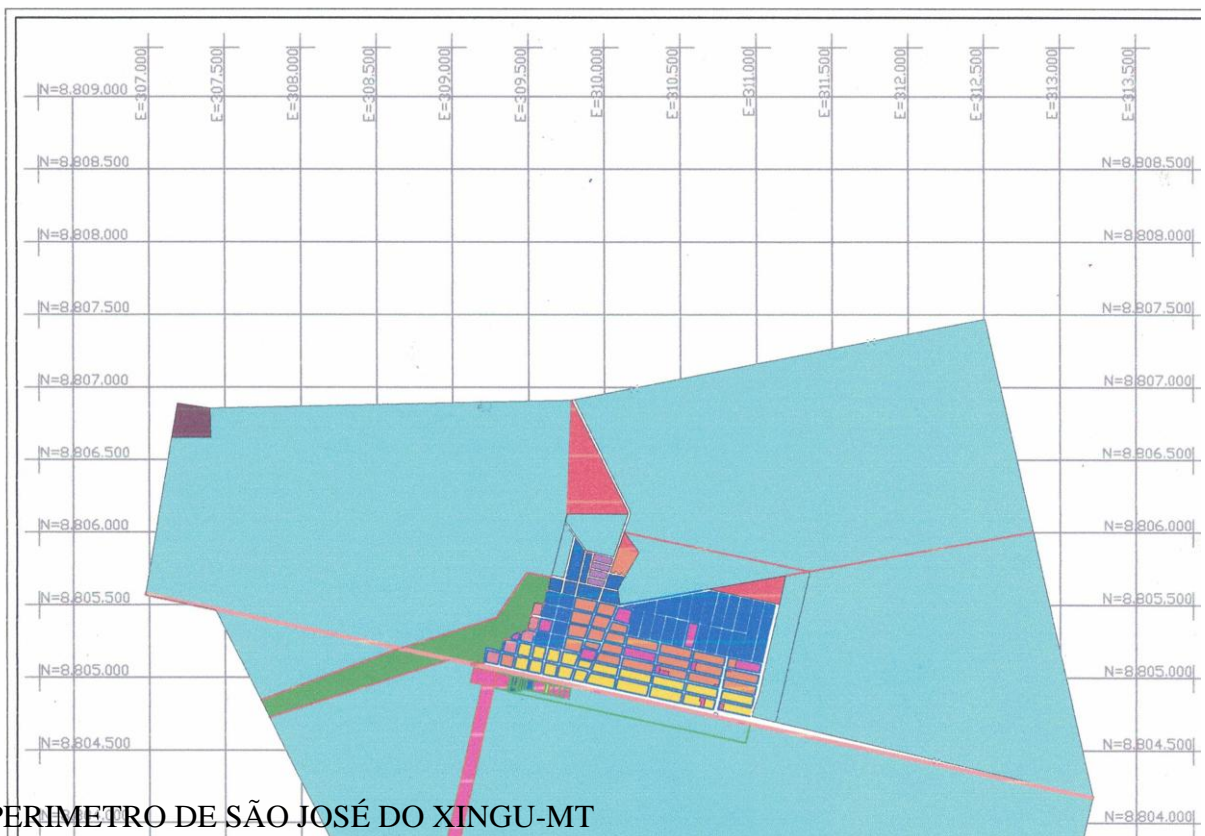 E=307.000
E=307.500
E=308.000
E=308.500
E=309.000
E=309.500
E=310.000
E=310.500
E=311.000
E=311.500
E=312.000
E=312.500
E=313.000
E=313.500
N=8.809.000
N=8.808.500 N=8.808.500
N=8.808.000 N=8.808.000
N=8.807.500 N=8.807.500
N=8.807.000 N=8.807.000
N=8.806.500 N=8.806.500
N=8.806.000 N=8.806.000
N=8.805.500 N=8.805.500
N=8.805.000 N=8.805.000
N=8.804.500 N=8.804.500
PERIMETRO DE SÃO JOSÉ DO XINGU-MT N=8.804.000